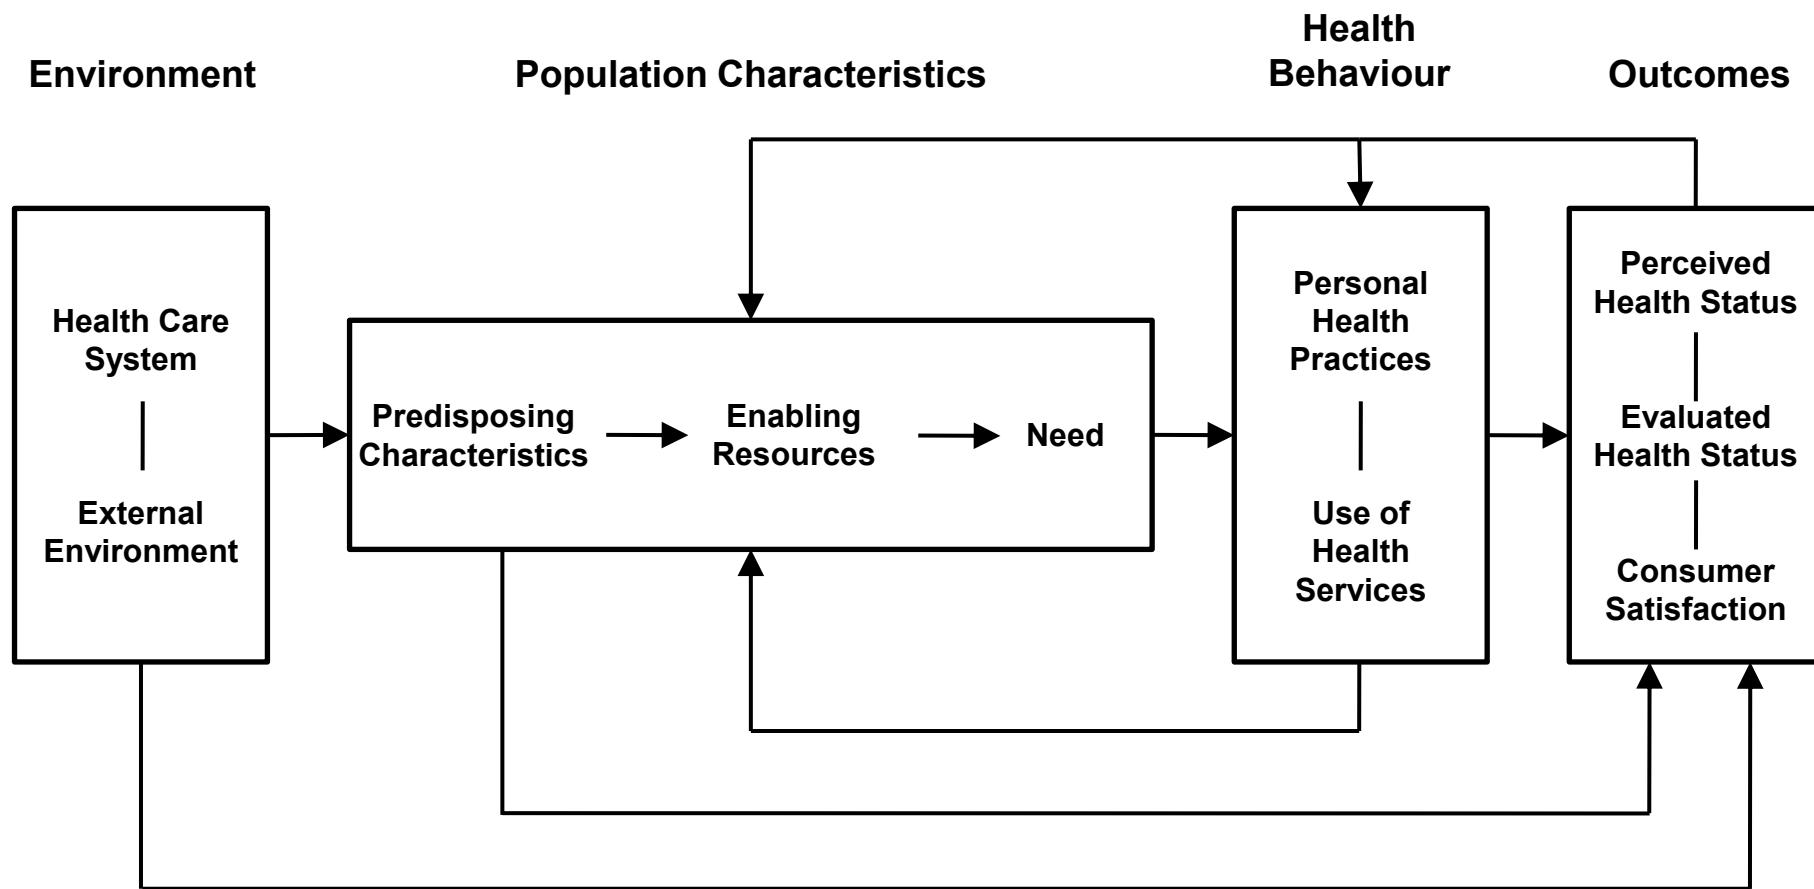 Environment
Population Characteristics
Health
Behaviour
Outcomes
Health Care
System
External
Environment
Predisposing
Characteristics
Enabling
Resources
Need
Personal
Health
Practices
Use of
Health
Services
Perceived
Health Status
Evaluated
Health Status
Consumer
Satisfaction